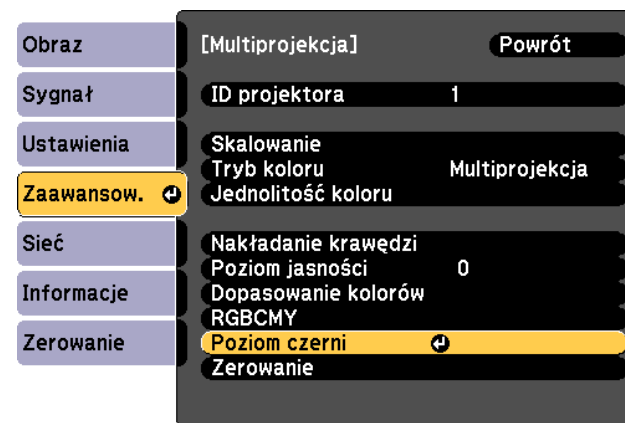 Obraz
Sygnał
Ustawienia
Zaawansow.
Sieć
Informacje
Zerowanie
[Multiprojekcja] Powrót
ID projektora 1
Skalowanie
Tryb koloru Multiprojekcja
Jednolitość koloru
Nakładanie krawędzi
Poziom jasności 0
Dopasowanie kolorów
RGBCMY
Poziom czerni
Zerowanie